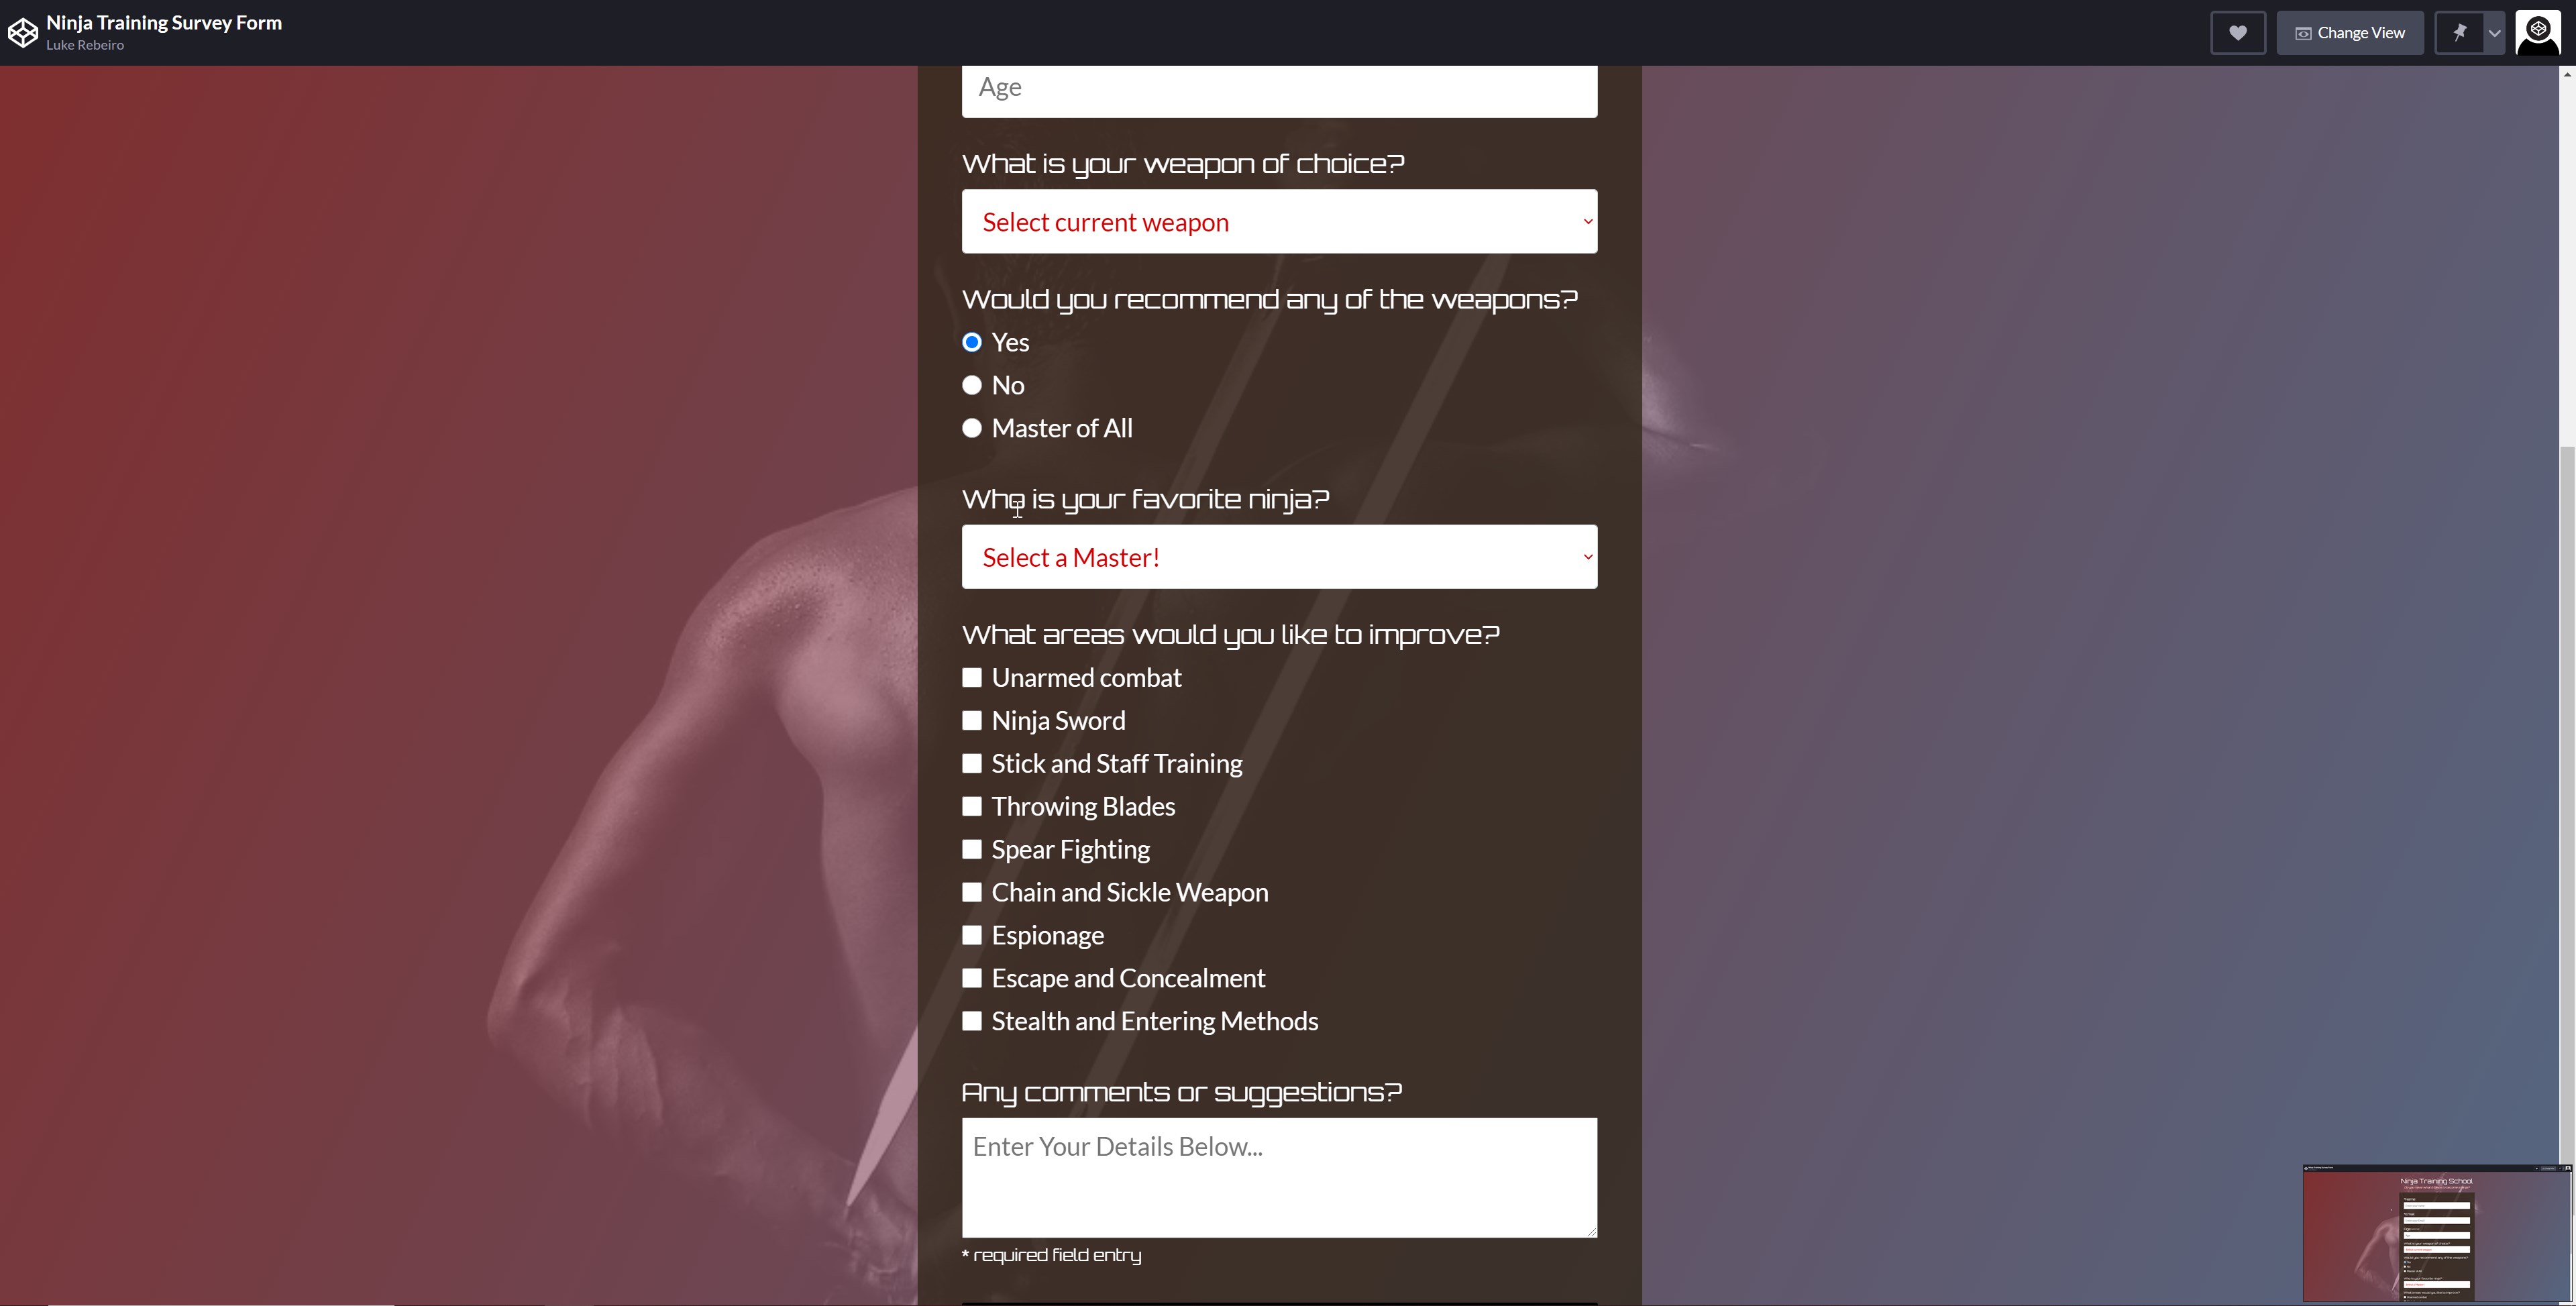 Ninja Training Survey Form
Luke Rebeiro
Change View
Age
What is your weapon of choice?
Select current weapon
Would you recommend any of the weapons?
Yes
No
Master of All
Who is your favorite ninja?
Select a Master!
What areas would you like to improve?
Unarmed combat
Ninja Sword
Stick and Staff Training
Throwing Blades
Spear Fighting
Chain and Sickle Weapon
Espionage
Escape and Concealment
Stealth and Entering Methods
Any comments or suggestions?
Enter Your Details Below...
* required field entry
Ninja Training School